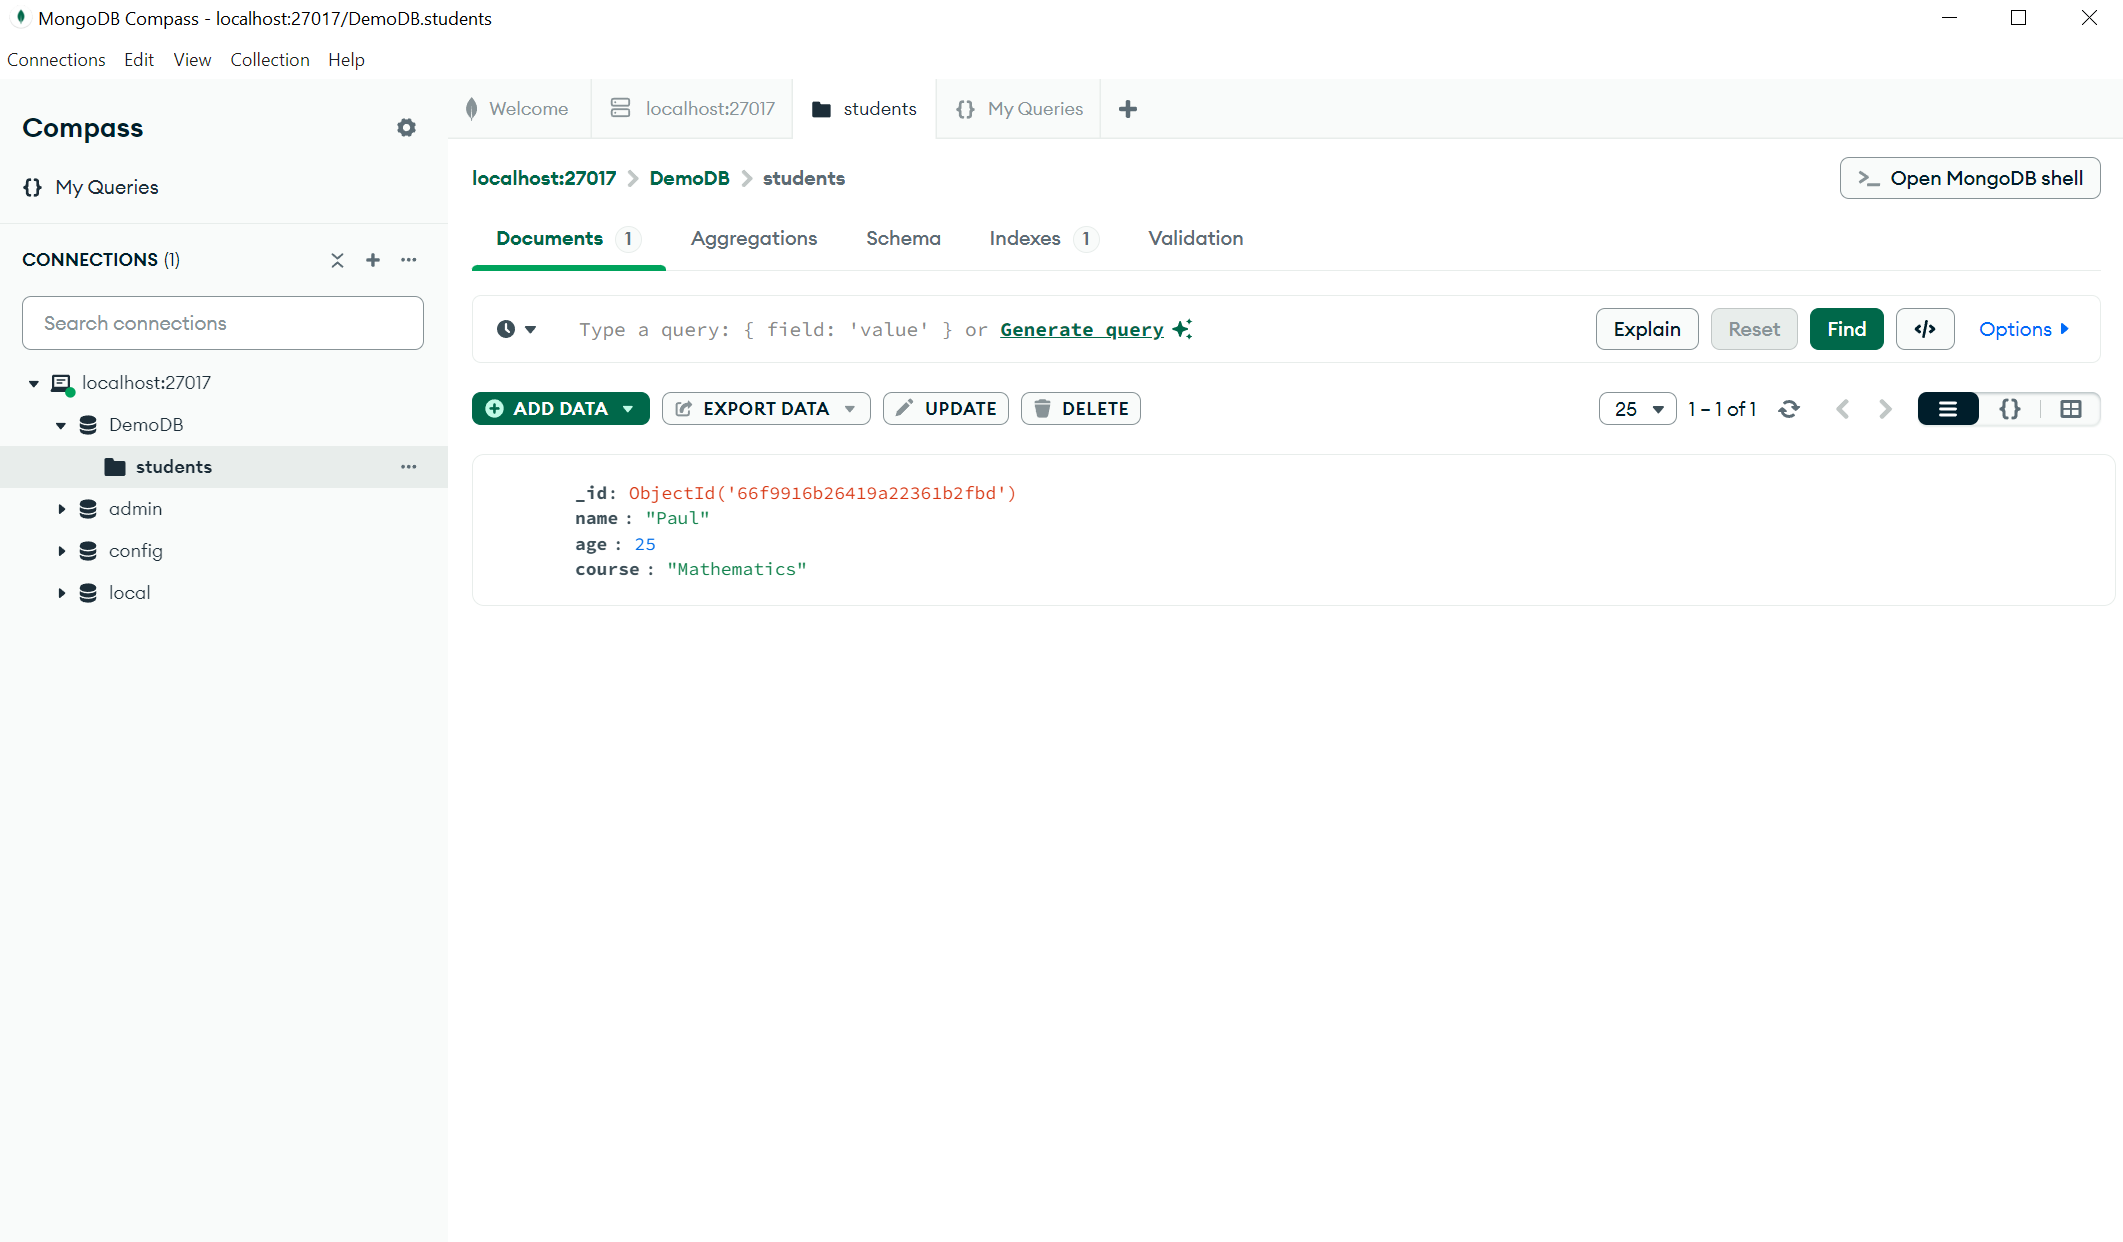 MongoDB Compass - localhost:27017/DemoDB.students
Connections Edit View Collection Help
Compass
{} My Queries
CONNECTIONS (1)
Search connections
localhost:27017
DemoDB
students
admin
config
local
Welcome localhost:27017 students {} My Queries
localhost:27017 > DemoDB > students
>_ Open MongoDB shell
Documents 1 Aggregations Schema Indexes 1 Validation
Type a query: { field: 'value' } or Generate query
Explain Reset Find </> Options
ADD DATA EXPORT DATA UPDATE DELETE
25 1 – 1 of 1 {}
_id: ObjectId('66f9916b26419a22361b2fbd')
name : "Paul"
age : 25
course : "Mathematics"